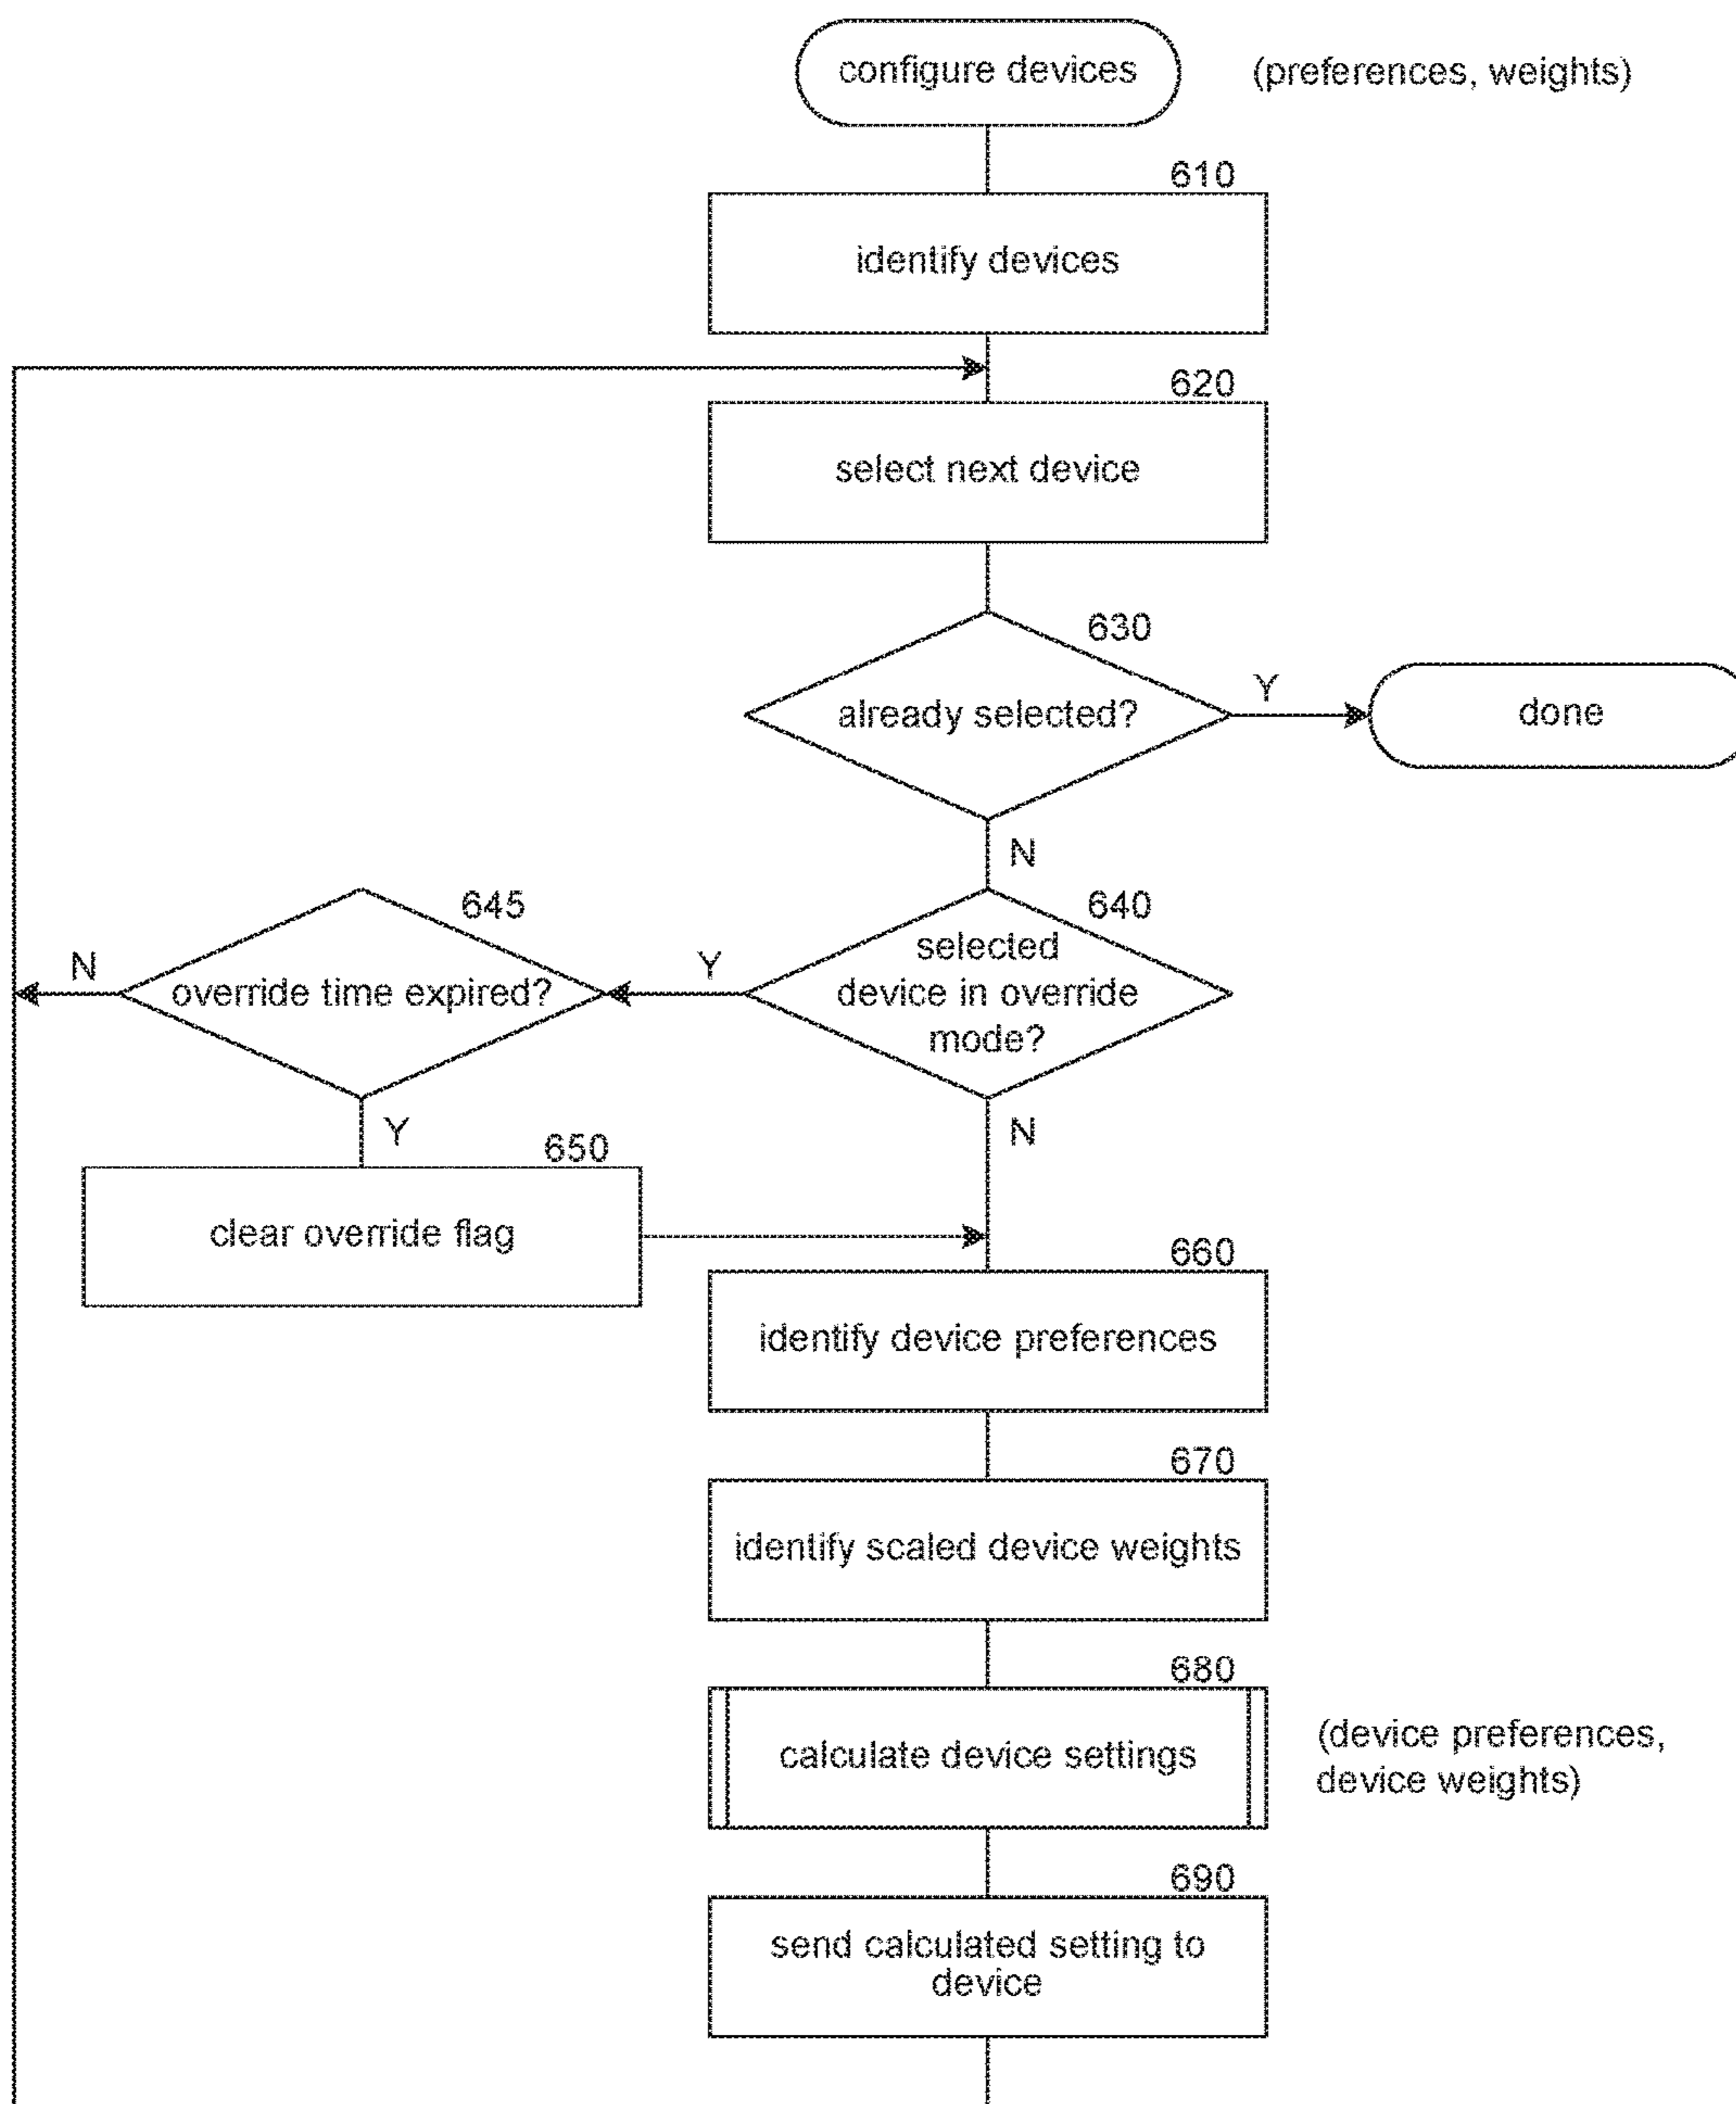 configure devices
(preferences, weights)
610
identify devices
620
select next device
630
already selected?
Y
done
N
645
640
selected
device in override
mode?
Y
override time expired?
N
Y
N
650
clear override flag
660
identify device preferences
670
identify scaled device weights
680
calculate device settings
(device preferences,
device weights)
690
send calculated setting to
device